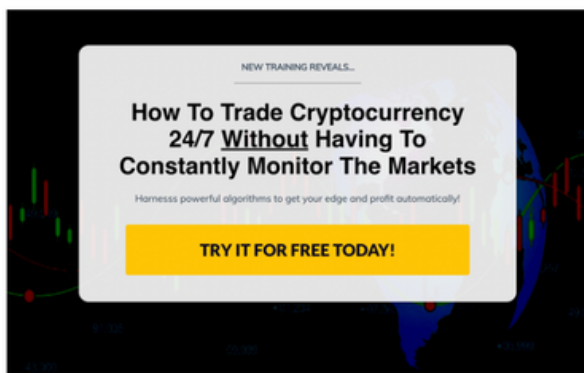 NEW TRAINING REVEALS...
How To Trade Cryptocurrency
24/7 Without Having To
Constantly Monitor The Markets
Harnesss powerful algorithms to get your edge and profit automatically!
TRY IT FOR FREE TODAY!